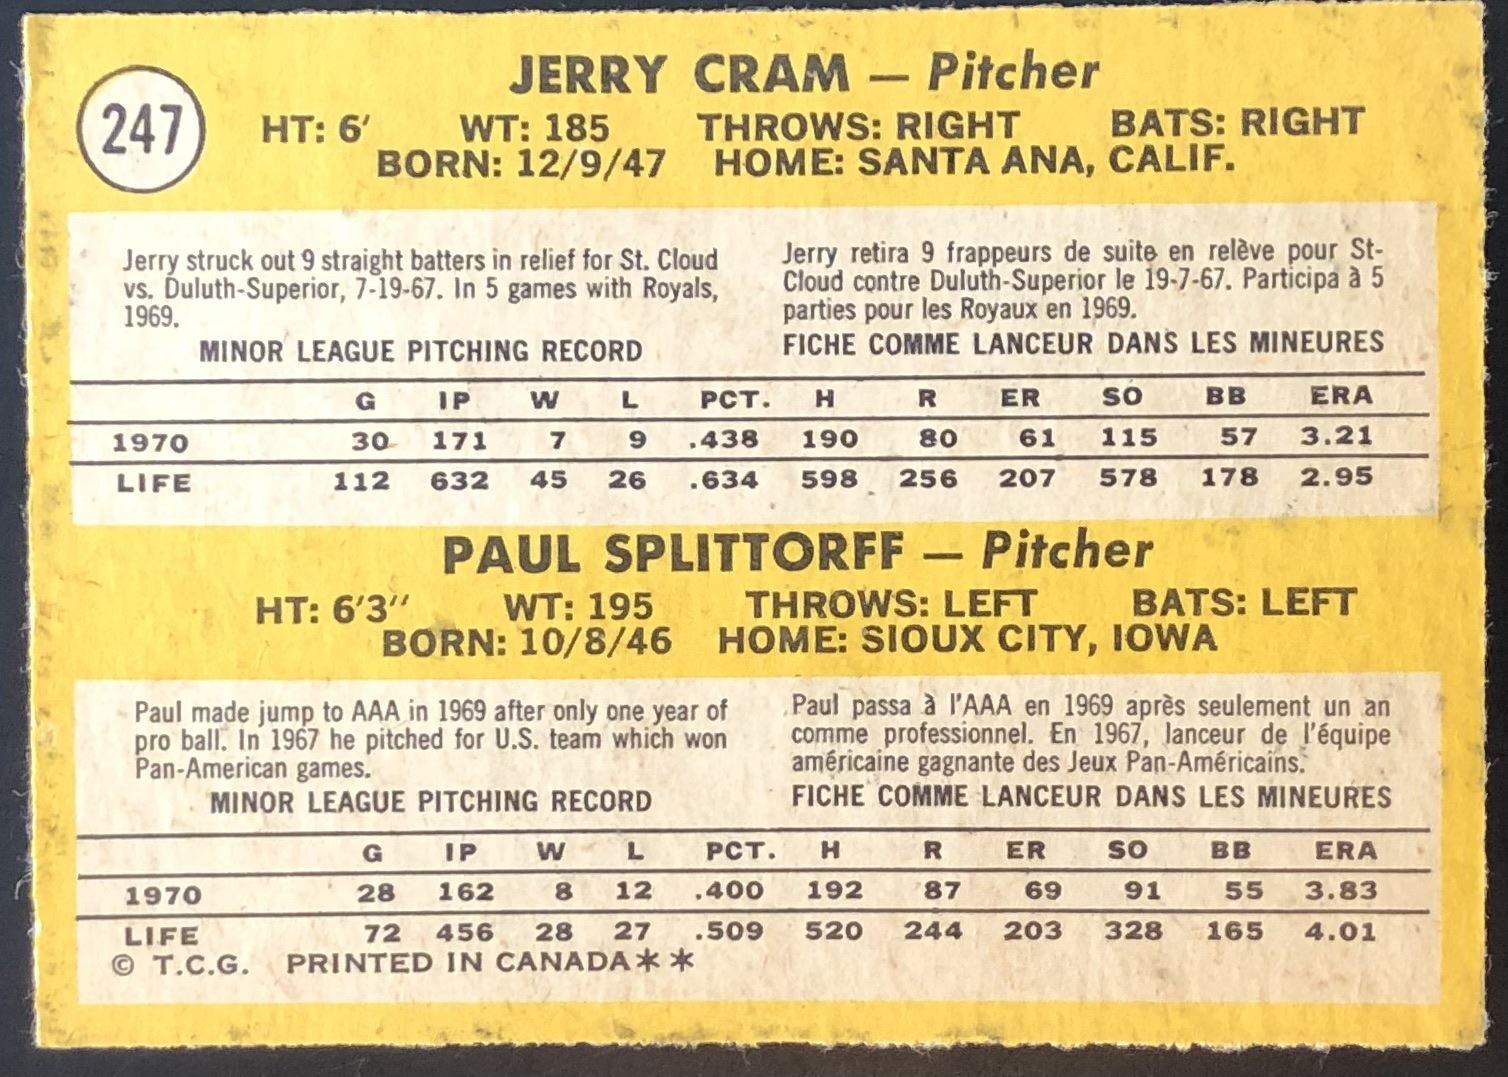 247
JERRY CRAM — Pitcher
HT: 6' WT: 185 THROWS: RIGHT BATS: RIGHT
BORN: 12/9/47 HOME: SANTA ANA, CALIF.
Jerry struck out 9 straight batters in relief for St. Cloud
vs. Duluth-Superior, 7-19-67. In 5 games with Royals,
1969.
MINOR LEAGUE PITCHING RECORD
Jerry retira 9 frappeurs de suite en relève pour St-
Cloud contre Duluth-Superior le 19-7-67. Participa à 5
parties pour les Royaux en 1969.
FICHE COMME LANCEUR DANS LES MINEURES
G IP W L PCT. H R ER SO BB ERA
1970 30 171 7 9 .438 190 80 61 115 57 3.21
LIFE 112 632 45 26 .634 598 256 207 578 178 2.95
PAUL SPLITTORFF — Pitcher
HT: 6'3'' WT: 195 THROWS: LEFT BATS: LEFT
BORN: 10/8/46 HOME: SIOUX CITY, IOWA
Paul made jump to AAA in 1969 after only one year of
pro ball. In 1967 he pitched for U.S. team which won
Pan-American games.
MINOR LEAGUE PITCHING RECORD
Paul passa à l'AAA en 1969 après seulement un an
comme professionnel. En 1967, lanceur de l'équipe
américaine gagnante des Jeux Pan-Américains.
FICHE COMME LANCEUR DANS LES MINEURES
G IP W L PCT. H R ER SO BB ERA
1970 28 162 8 12 .400 192 87 69 91 55 3.83
LIFE 72 456 28 27 .509 520 244 203 328 165 4.01
© T.C.G. PRINTED IN CANADA✶✶